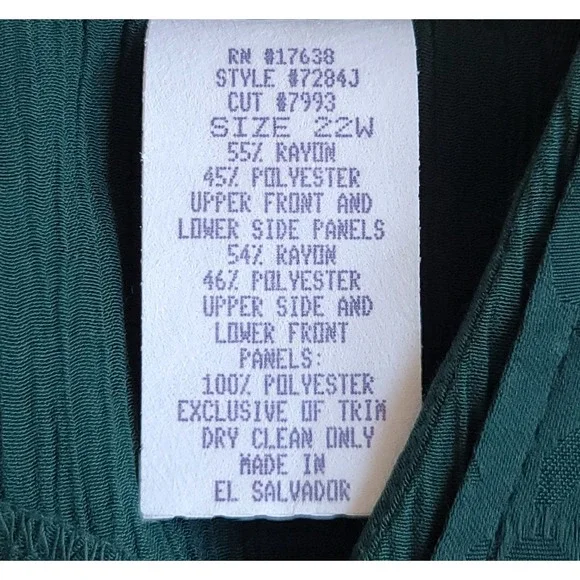 RN #17638
STYLE #7284J
CUT #7993
SIZE 22W
55% RAYON
45% POLYESTER
UPPER FRONT AND
LOWER SIDE PANELS
54% RAYON
46% POLYESTER
UPPER SIDE AND
LOWER FRONT
PANELS:
100% POLYESTER
EXCLUSIVE OF TRIM
DRY CLEAN ONLY
MADE IN
EL SALVADOR